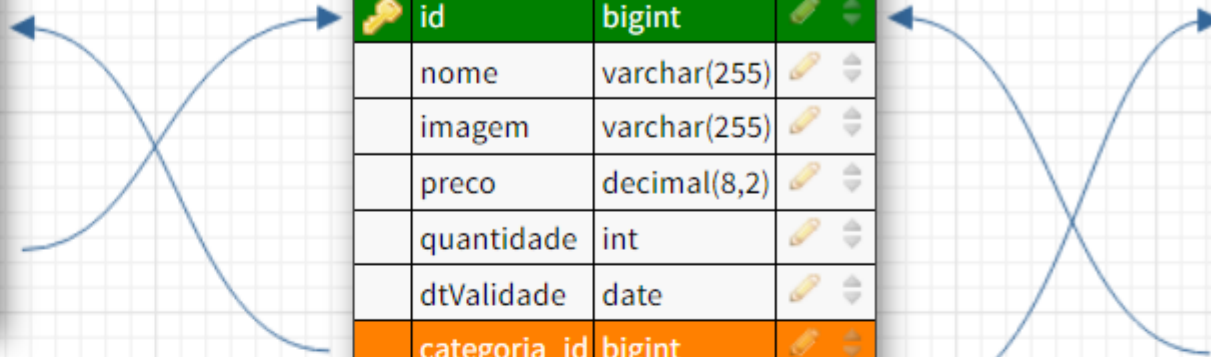 id bigint
nome varchar(255)
imagem varchar(255)
preco decimal(8,2)
quantidade int
dtValidade date
categoria_id bigint